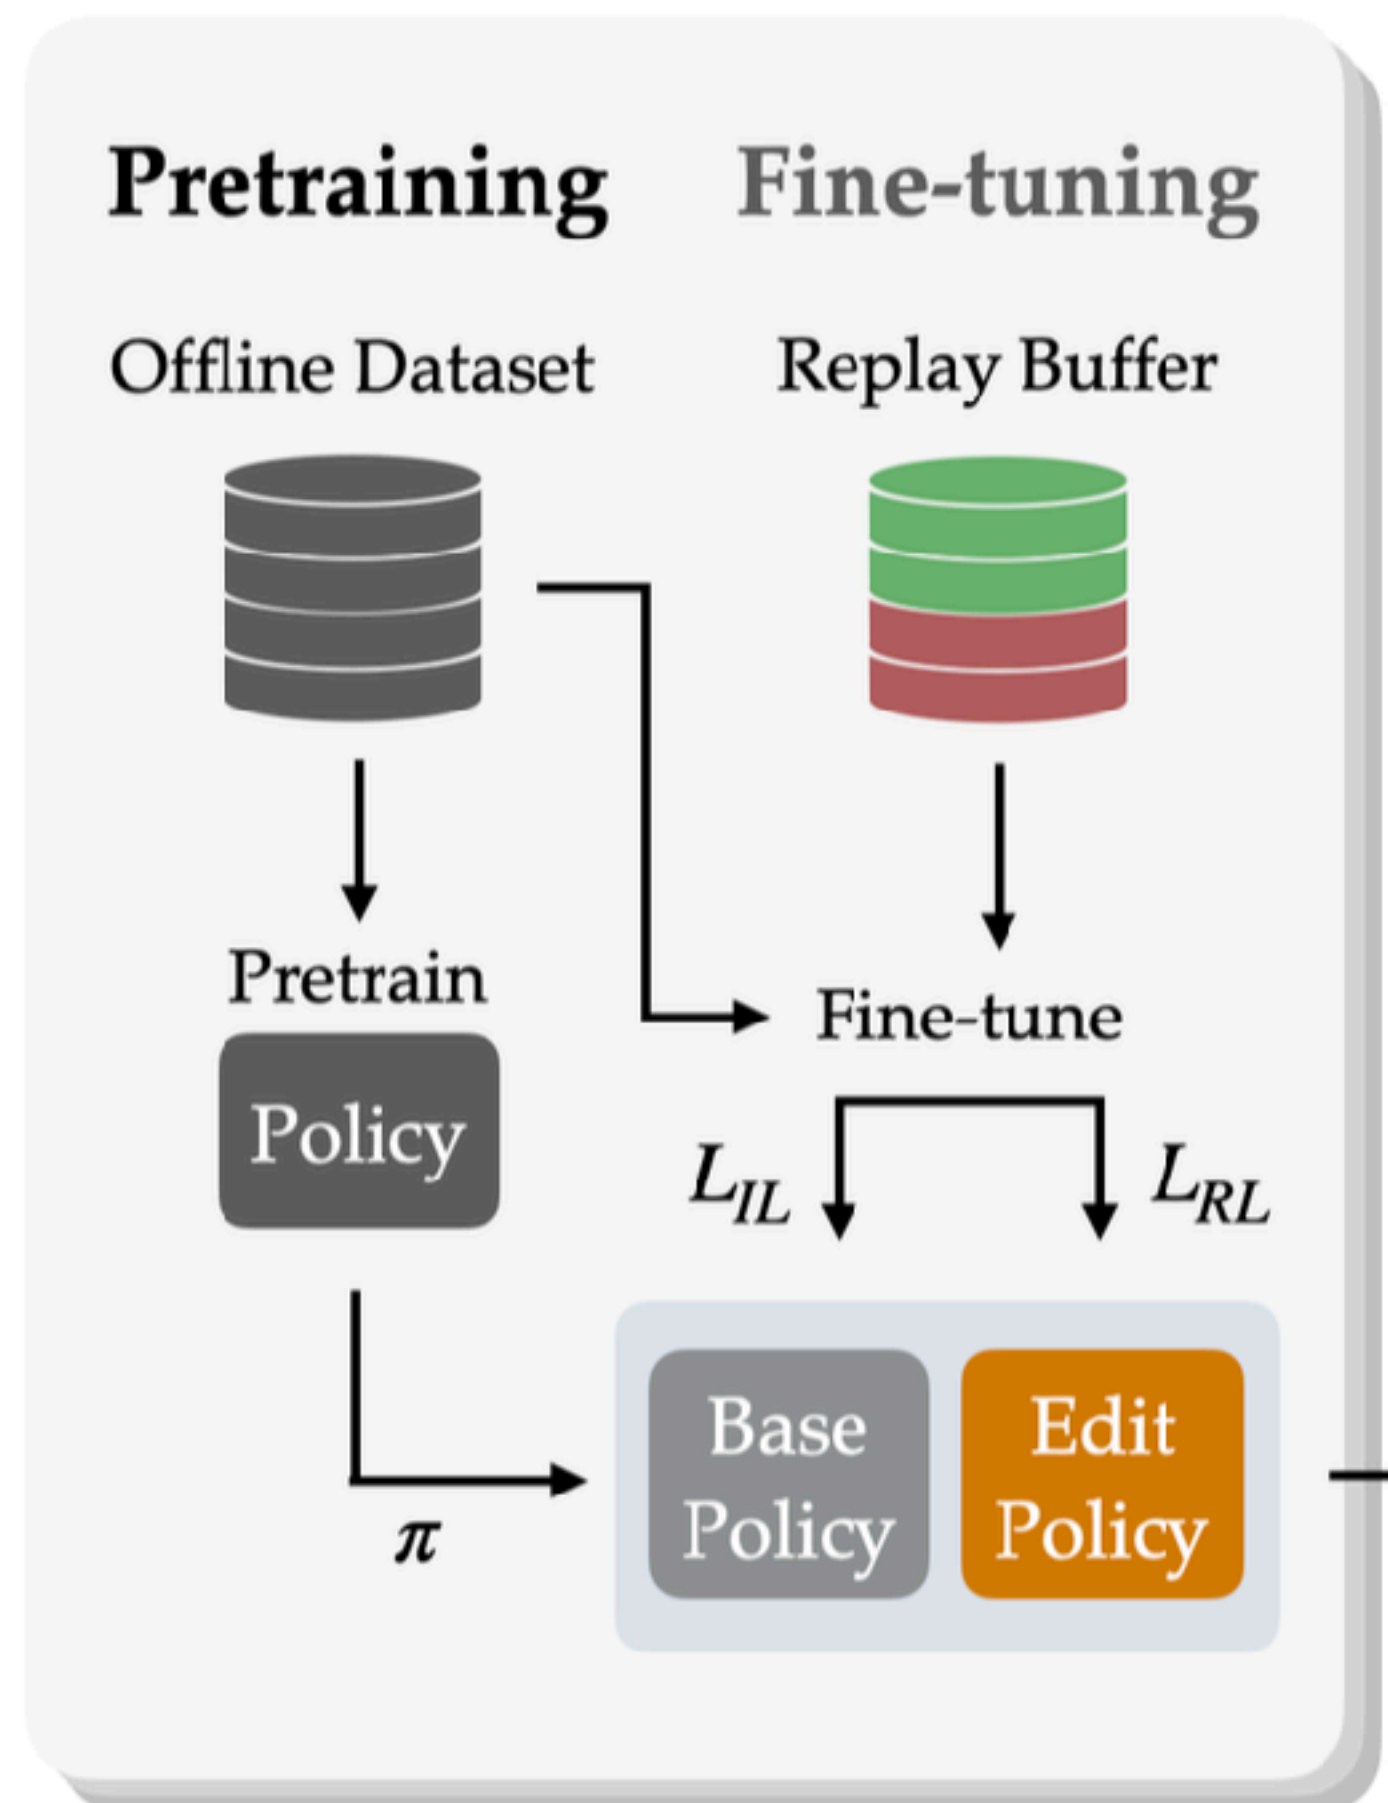 Pretraining
Fine-tuning
Offline Dataset
Replay Buffer
Pretrain
Policy
Fine-tune
L_IL
L_RL
π
Base
Policy
Edit
Policy